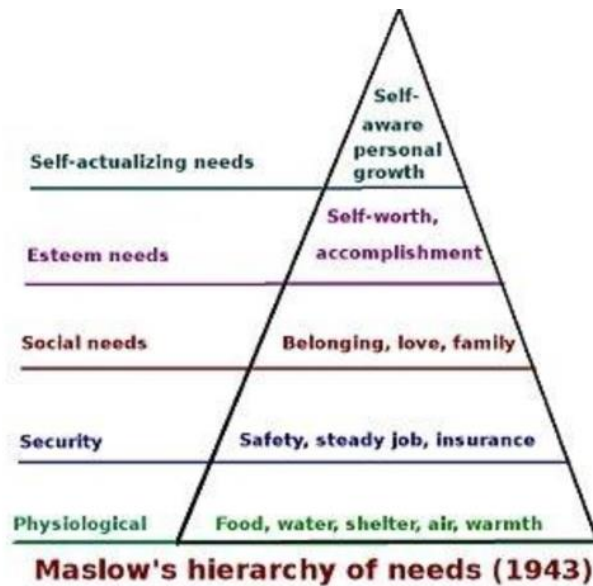 Self-
aware
personal
growth
Self-actualizing needs
Self-worth,
accomplishment
Esteem needs
Social needs
Belonging, love, family
Security
Safety, steady job, insurance
Physiological
Food, water, shelter, air, warmth
Maslow's hierarchy of needs (1943)